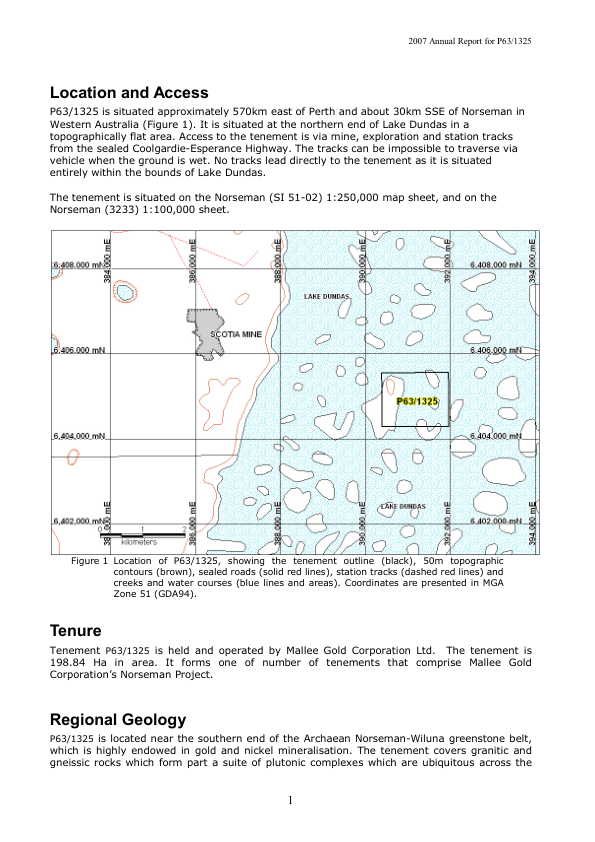 2007 Annual Report for P63/1325
Location and Access
P63/1325 is situated approximately 570km east of Perth and about 30km SSE of Norseman in
Western Australia (Figure 1). It is situated at the northern end of Lake Dundas in a
topographically flat area. Access to the tenement is via mine, exploration and station tracks
from the sealed Coolgardie-Esperance Highway. The tracks can be impossible to traverse via
vehicle when the ground is wet. No tracks lead directly to the tenement as it is situated
entirely within the bounds of Lake Dundas.
The tenement is situated on the Norseman (SI 51-02) 1:250,000 map sheet, and on the
Norseman (3233) 1:100,000 sheet.
384,000 mE
386,000 mE
388,000 mE
390,000 mE
392,000 mE
394,000 mE
6,408,000 mN
6,408,000 mN
LAKE DUNDAS
SCOTIA MINE
6,406,000 mN
6,406,000 mN
P63/1325
6,404,000 mN
6,404,000 mN
LAKE DUNDAS
6,402,000 mN
6,402,000 mN
386,000 mE
388,000 mE
390,000 mE
392,000 mE
394,000 mE
0 1 2
kilometers
Figure 1 Location of P63/1325, showing the tenement outline (black), 50m topographic
contours (brown), sealed roads (solid red lines), station tracks (dashed red lines) and
creeks and water courses (blue lines and areas). Coordinates are presented in MGA
Zone 51 (GDA94).
Tenure
Tenement P63/1325 is held and operated by Mallee Gold Corporation Ltd. The tenement is
198.84 Ha in area. It forms one of number of tenements that comprise Mallee Gold
Corporation's Norseman Project.
Regional Geology
P63/1325 is located near the southern end of the Archaean Norseman-Wiluna greenstone belt,
which is highly endowed in gold and nickel mineralisation. The tenement covers granitic and
gneissic rocks which form part a suite of plutonic complexes which are ubiquitous across the
1